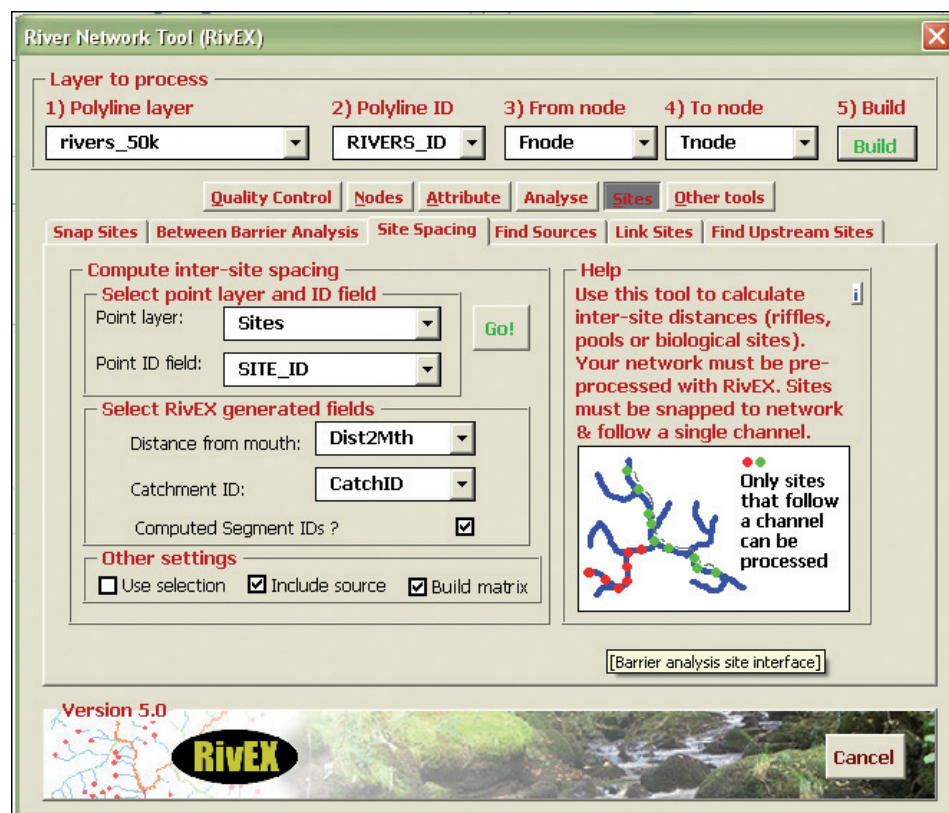 River Network Tool (RivEX)
Layer to process
1) Polyline layer 2) Polyline ID 3) From node 4) To node 5) Build
rivers_50k RIVERS_ID Fnode Tnode Build
Quality Control Nodes Attribute Analyse Sites Other tools
Snap Sites Between Barrier Analysis Site Spacing Find Sources Link Sites Find Upstream Sites
Compute inter-site spacing
Select point layer and ID field
Point layer: Sites
Go!
Point ID field: SITE_ID
Select RivEX generated fields
Distance from mouth: Dist2Mth
Catchment ID: CatchID
Computed Segment IDs ?
Other settings
Use selection Include source Build matrix
Help
i
Use this tool to calculate
inter-site distances (riffles,
pools or biological sites).
Your network must be pre-
processed with RivEX. Sites
must be snapped to network
& follow a single channel.
Only sites
that follow
a channel
can be
processed
[Barrier analysis site interface]
Version 5.0
RivEX
Cancel